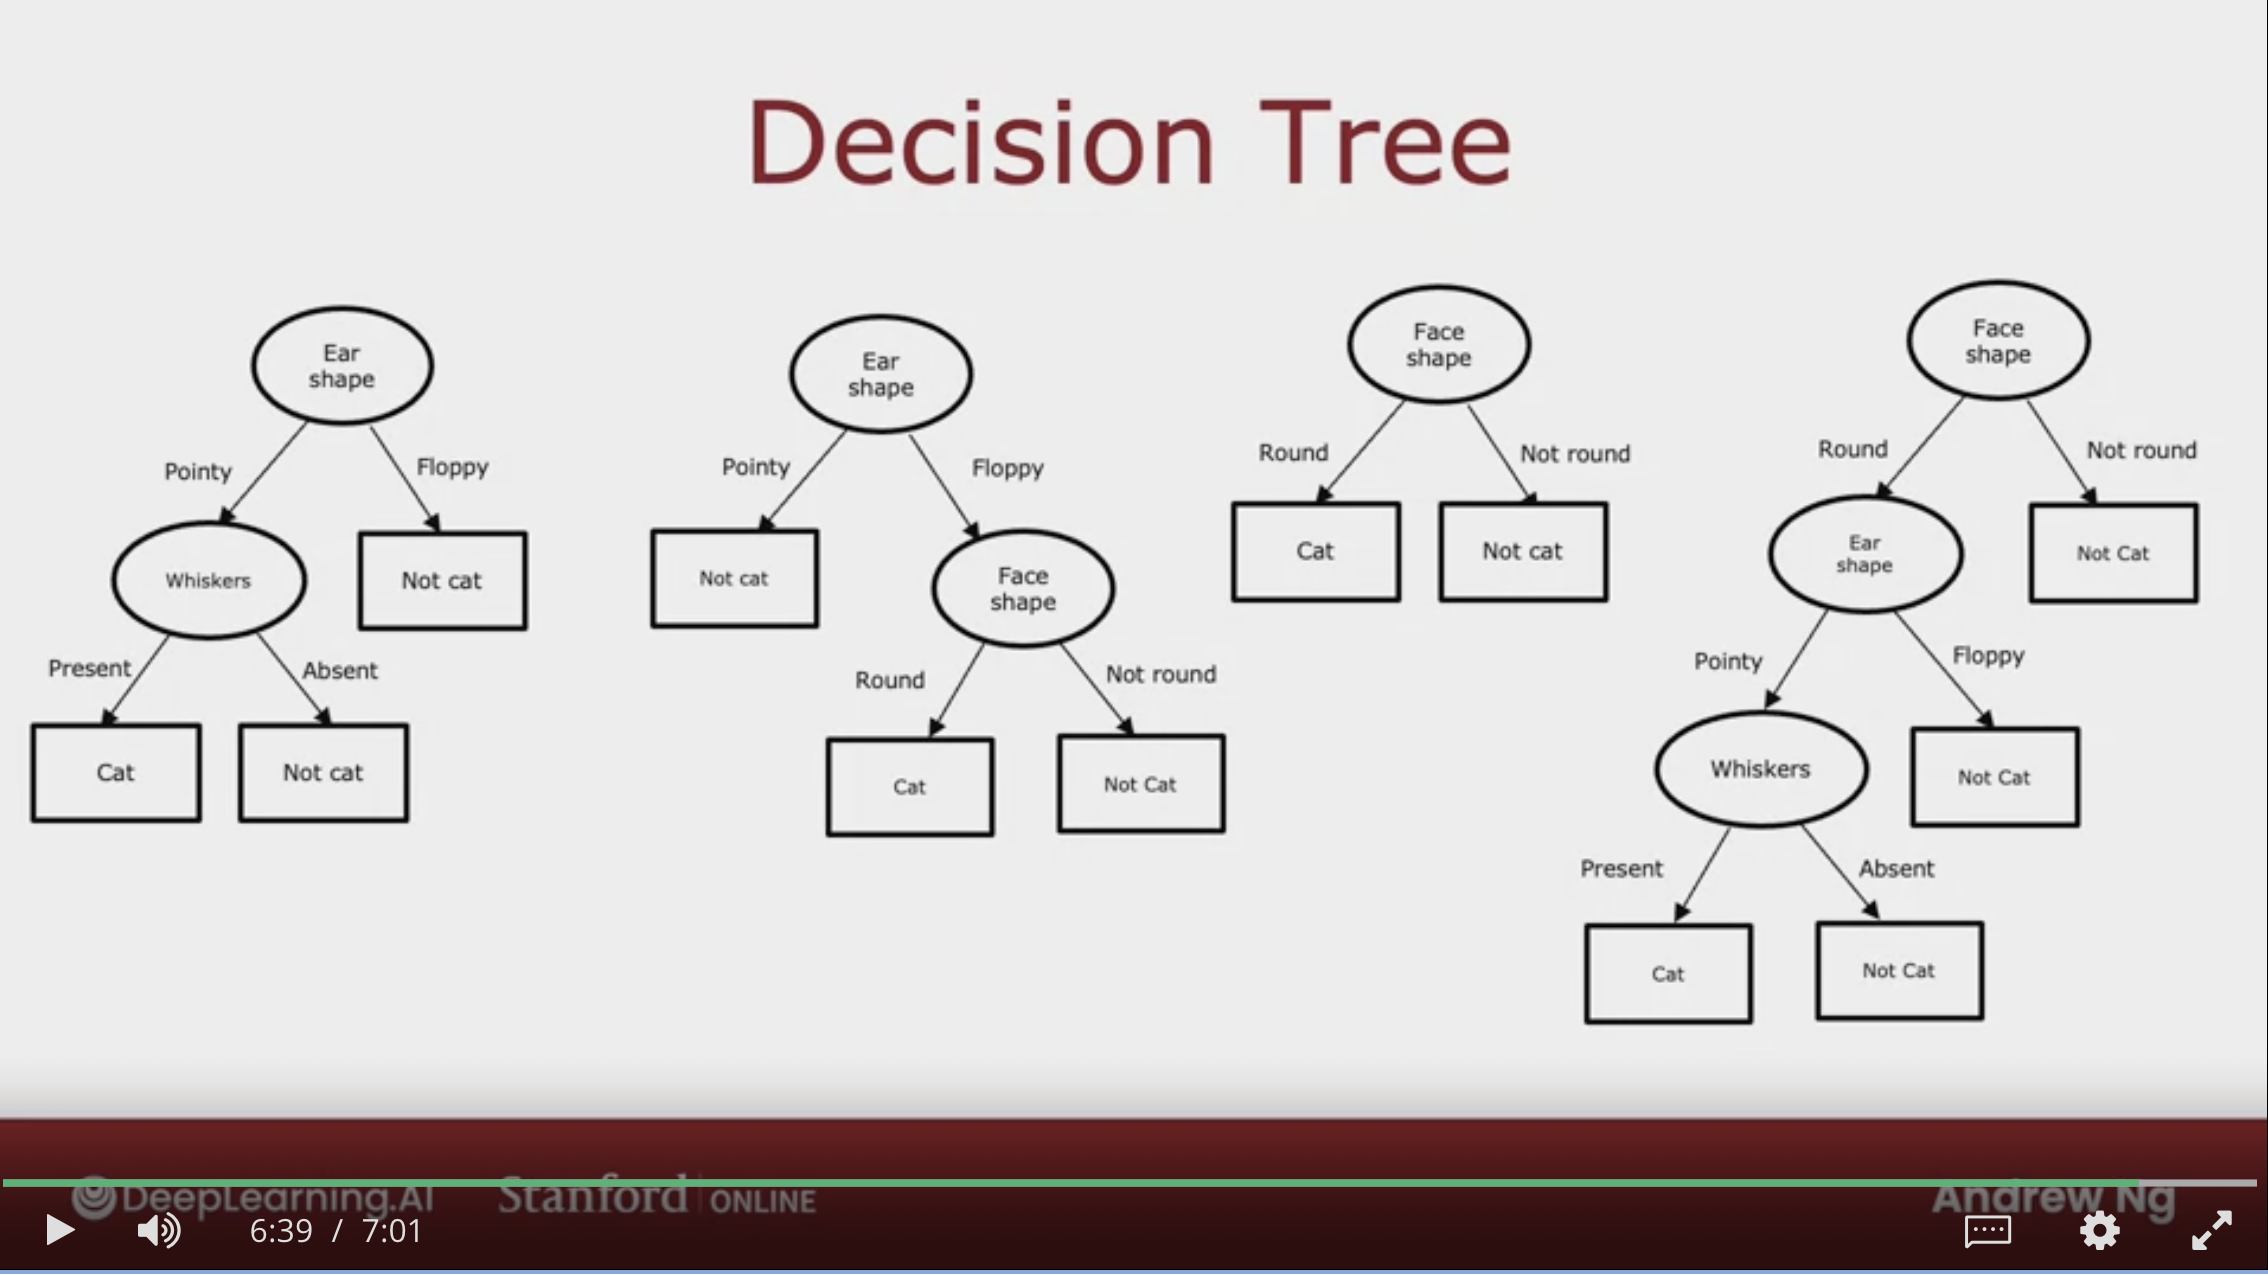 Decision Tree
Ear
shape
Pointy
Floppy
Whiskers
Not cat
Present
Absent
Cat
Not cat
Ear
shape
Pointy
Floppy
Not cat
Face
shape
Round
Not round
Cat
Not Cat
Face
shape
Round
Not round
Cat
Not cat
Face
shape
Round
Not round
Ear
shape
Not Cat
Pointy
Floppy
Whiskers
Not Cat
Present
Absent
Cat
Not Cat
DeepLearning.AI
Stanford ONLINE
Andrew Ng
6:39 / 7:01